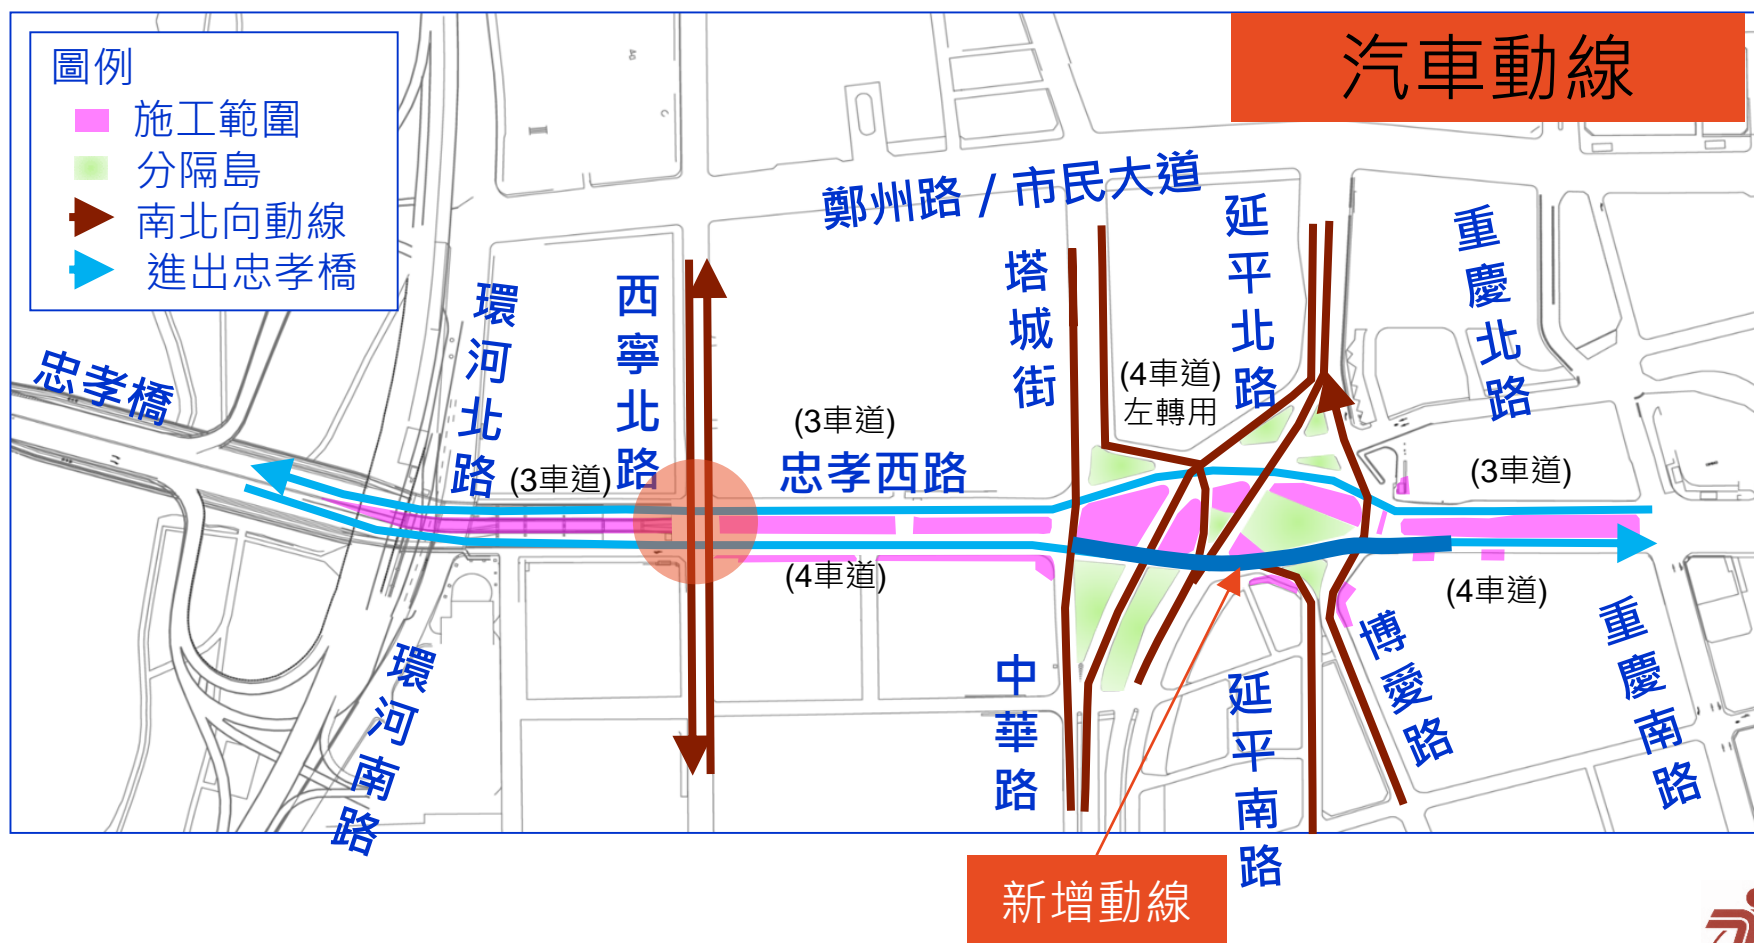 汽車動線
圖例
施工範圍
分隔島
南北向動線
進出忠孝橋
鄭州路 / 市民大道
忠孝橋
環河北路
西寧北路
塔城街
延平北路
重慶北路
(4車道)
左轉用
(3車道)
忠孝西路
(3車道)
(3車道)
(4車道)
(4車道)
環河南路
中華路
延平南路
博愛路
重慶南路
新增動線